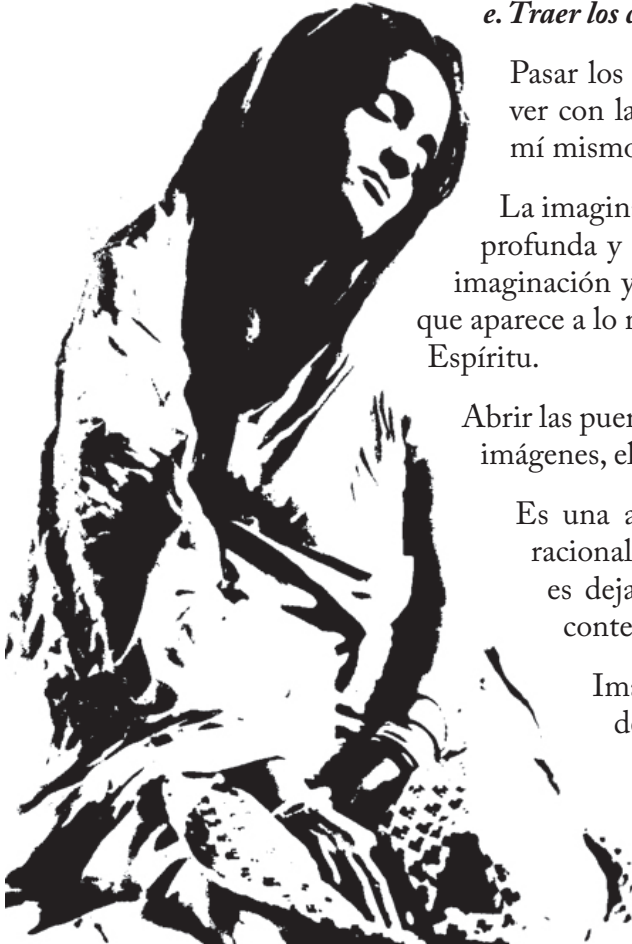 e. Traer los
Pasar los
ver con la
mí mismo
La imagin
profunda y
imaginación y
que aparece a lo
Espíritu.
Abrir las puer
imágenes, el
Es una a
racional
es deja
conte
Ima
d